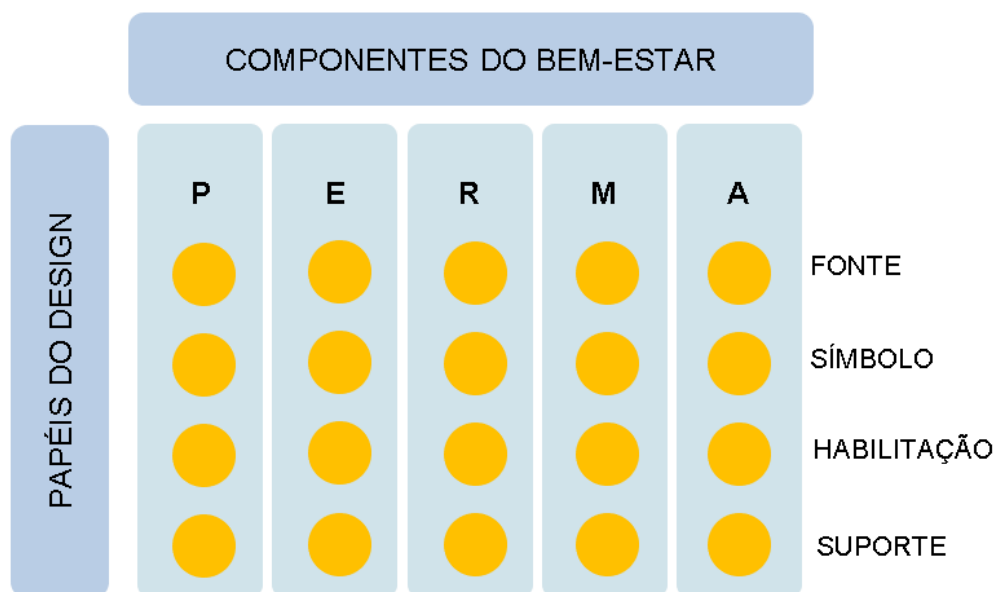 COMPONENTES DO BEM-ESTAR
PAPÉIS DO DESIGN
P E R M A
FONTE
SÍMBOLO
HABILITAÇÃO
SUPORTE